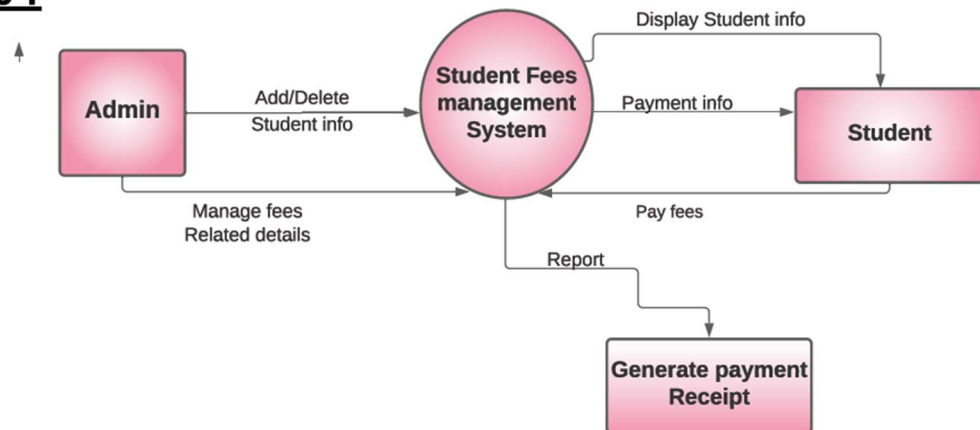 Display Student info
Student Fees
management
System
Admin
Add/Delete
Student info
Payment info
Student
Manage fees
Related details
Pay fees
Report
Generate payment
Receipt